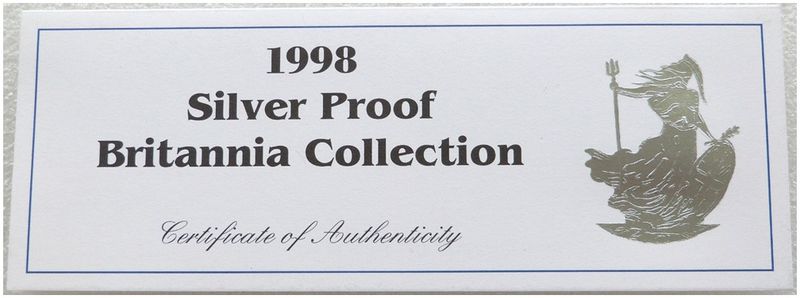 1998
Silver Proof
Britannia Collection
Certificate of Authenticity